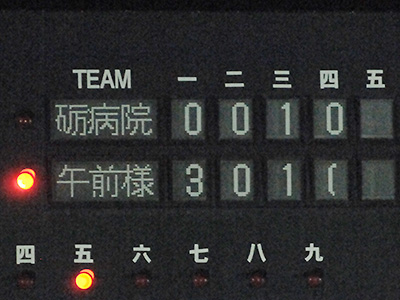 TEAM 一 二 三 四 五
砺病院 0 0 1 0
午前様 3 0 1
四 五 六 七 八 九